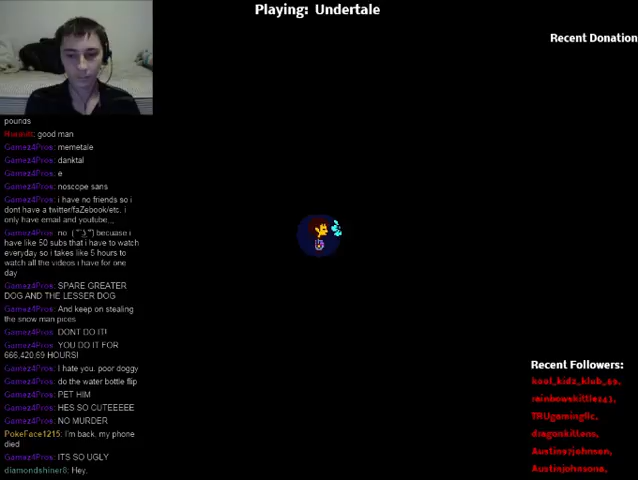 Playing: Undertale
Recent Donation
pounds
good man
Gamez4Pros: memetale
Gamez4Pros: danktal
Gamez4Pros: e
Gamez4Pros: noscope sans
Gamez4Pros: i have no friends so i
dont have a twitter/faZebook/etc, i
only have email and youtube...
Gamez4Pros: no becuase i
have like 50 subs that i have to watch
everyday so i takes like 5 hours to
watch all the videos i have for one
day
Gamez4Pros: SPARE GREATER
DOG AND THE LESSER DOG
Gamez4Pros: And keep on stealing
the snow man pices
Gamez4Pros: DONT DO IT!
Gamez4Pros: YOU DO IT FOR
666,420,69 HOURS!
Gamez4Pros: I hate you. poor doggy
Gamez4Pros: do the water bottle flip
Gamez4Pros: PET HIM
Gamez4Pros: HES SO CUTEEEEE
Gamez4Pros: NO MURDER
PokeFace1215: I'm back, my phone
died
Gamez4Pros: ITS SO UGLY
diamondshiner8: Hey,
Recent Followers:
koul_kidz_klub_69,
rainbowskittle243,
TRUgamingllc,
dragonkittens,
Austin97johnson,
Austinjohnsona,